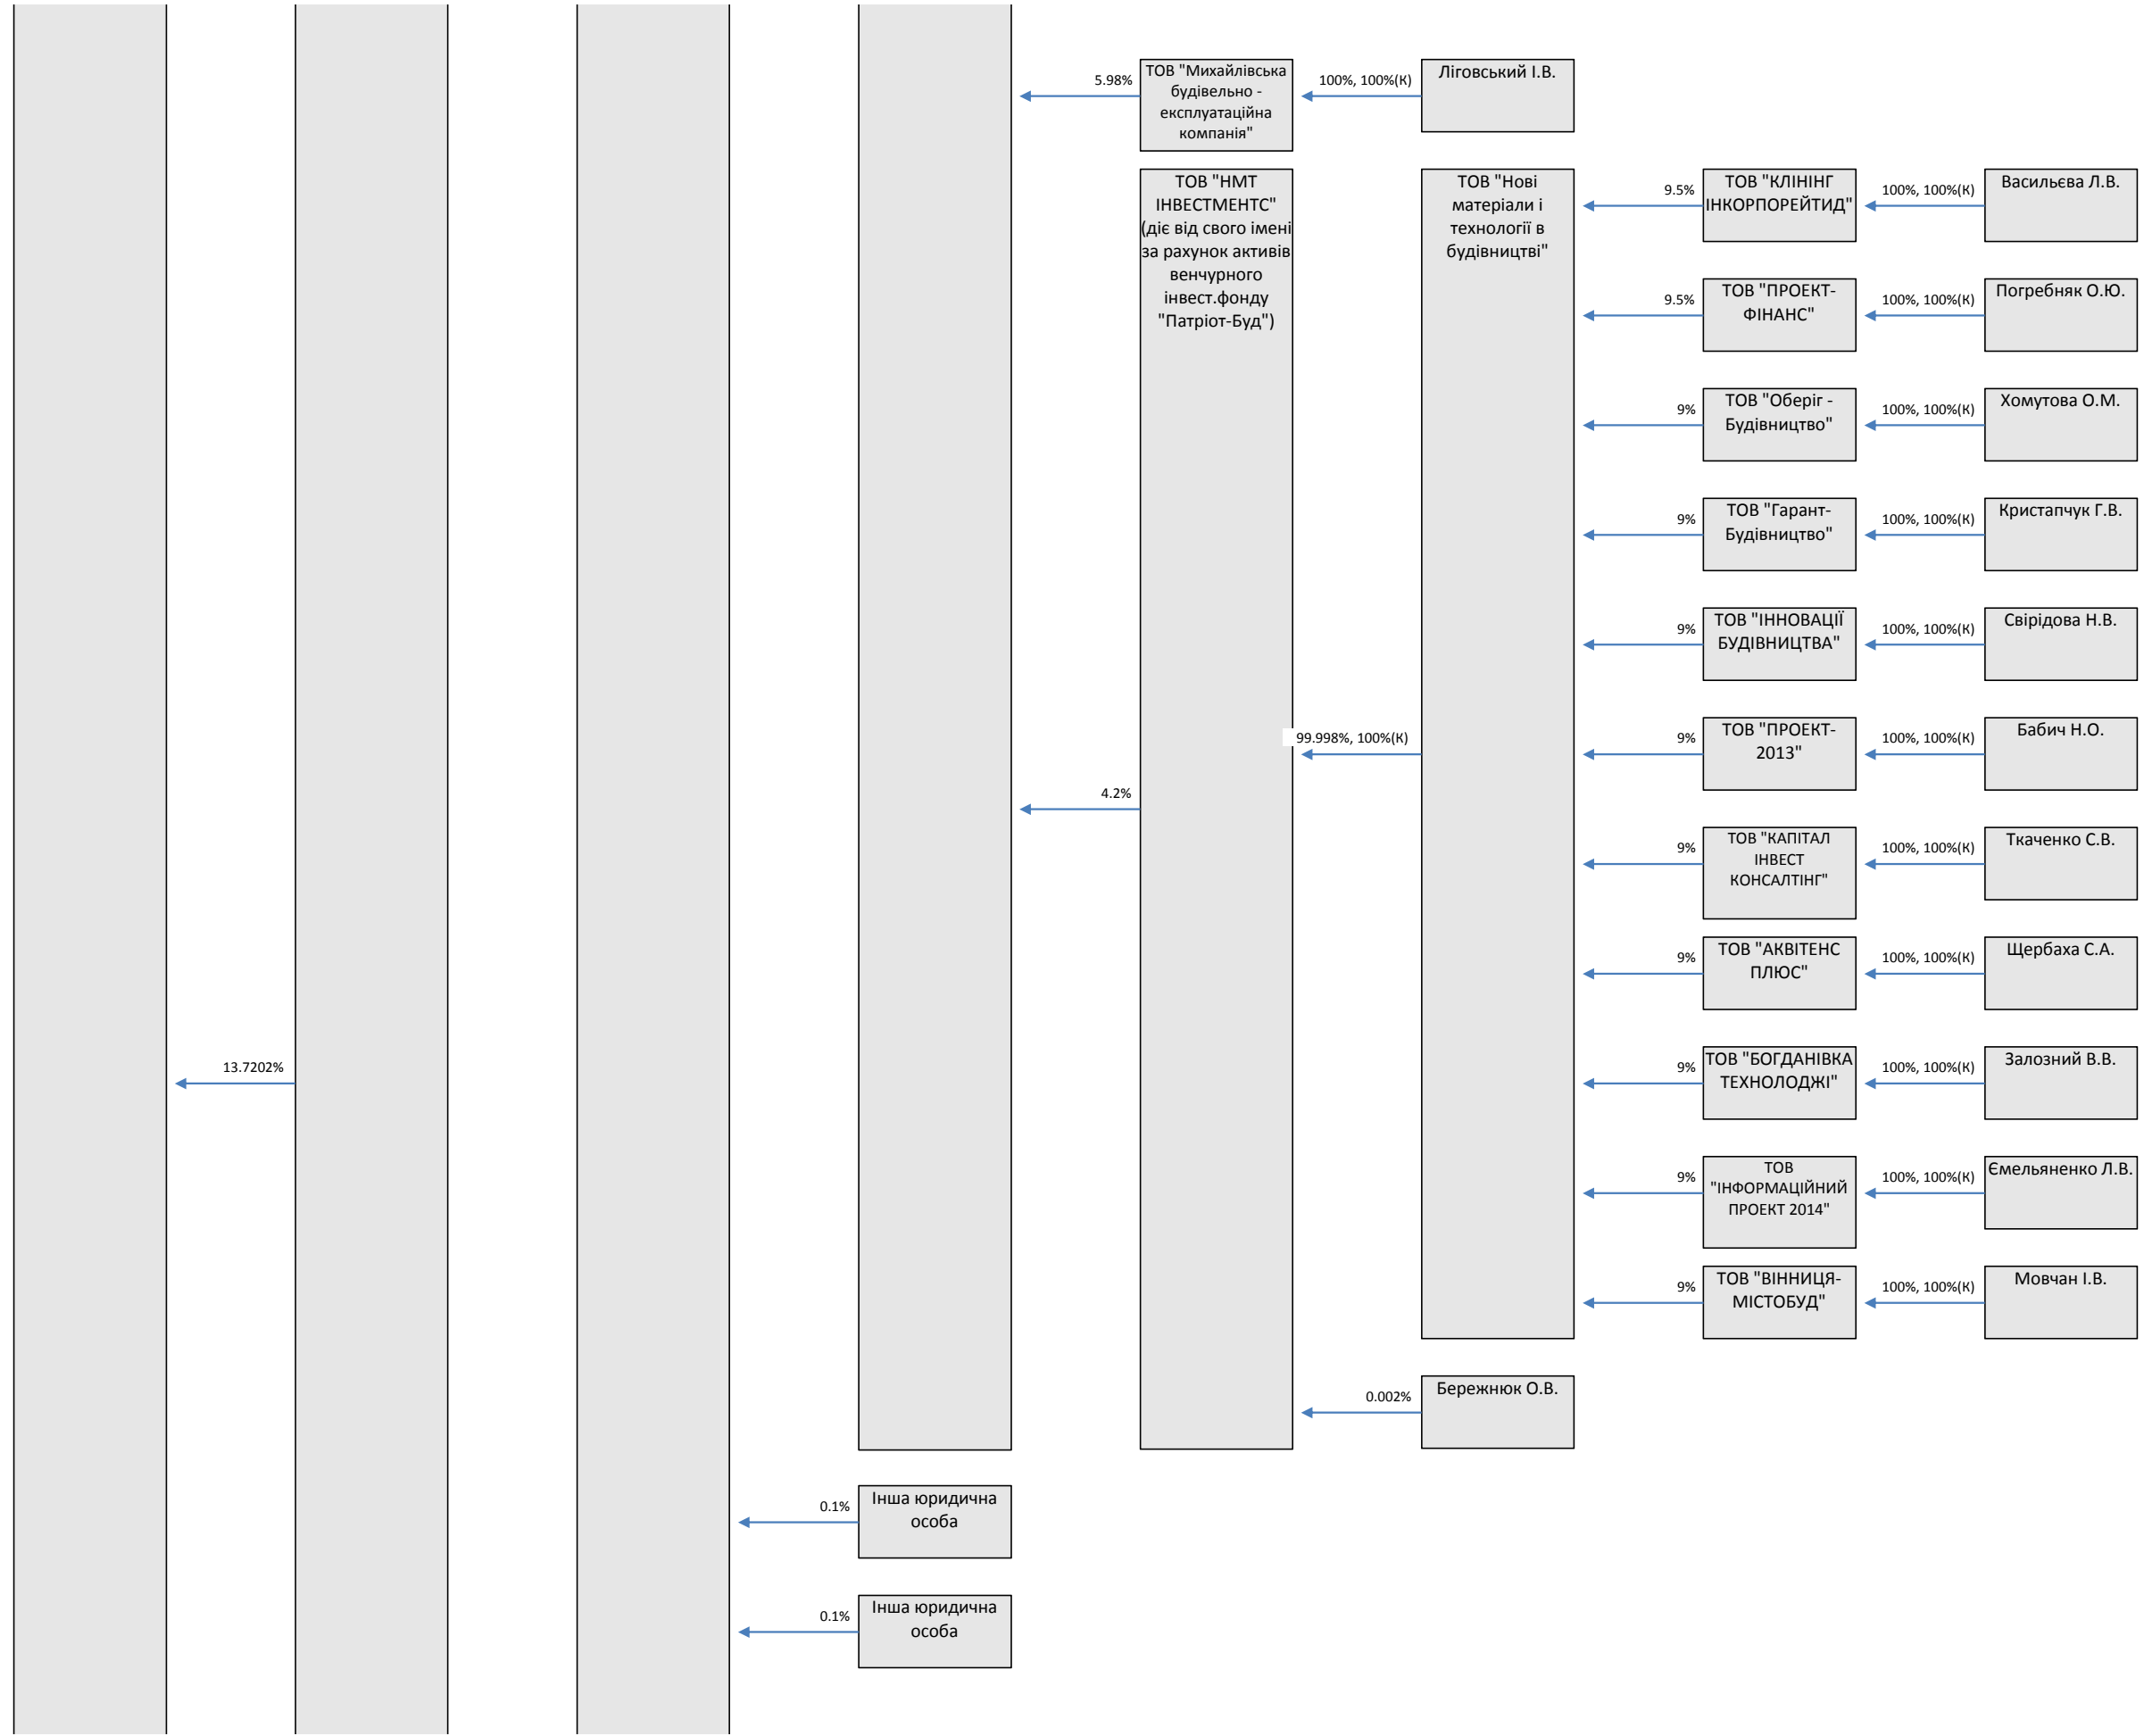 5.98%
ТОВ "Михайлівська
будівельно -
експлуатаційна
компанія"
100%, 100%(К)
Ліговський І.В.
ТОВ "НМТ
ІНВЕСТМЕНТС"
(діє від свого імені
за рахунок активів
венчурного
інвест.фонду
"Патріот-Буд")
ТОВ "Нові
матеріали і
технології в
будівництві"
9.5%
ТОВ "КЛІНІНГ
ІНКОРПОРЕЙТИД"
100%, 100%(К)
Васильєва Л.В.
9.5%
ТОВ "ПРОЕКТ-
ФІНАНС"
100%, 100%(К)
Погребняк О.Ю.
9%
ТОВ "Оберіг -
Будівництво"
100%, 100%(К)
Хомутова О.М.
9%
ТОВ "Гарант-
Будівництво"
100%, 100%(К)
Кристапчук Г.В.
9%
ТОВ "ІННОВАЦІЇ
БУДІВНИЦТВА"
100%, 100%(К)
Свірідова Н.В.
99.998%, 100%(К)
9%
ТОВ "ПРОЕКТ-
2013"
100%, 100%(К)
Бабич Н.О.
4.2%
9%
ТОВ "КАПІТАЛ
ІНВЕСТ
КОНСАЛТІНГ"
100%, 100%(К)
Ткаченко С.В.
9%
ТОВ "АКВІТЕНС
ПЛЮС"
100%, 100%(К)
Щербаха С.А.
13.7202%
9%
ТОВ "БОГДАНІВКА
ТЕХНОЛОДЖІ"
100%, 100%(К)
Залозний В.В.
9%
ТОВ
"ІНФОРМАЦІЙНИЙ
ПРОЕКТ 2014"
100%, 100%(К)
Ємельяненко Л.В.
9%
ТОВ "ВІННИЦЯ-
МІСТОБУД"
100%, 100%(К)
Мовчан І.В.
0.002%
Бережнюк О.В.
0.1%
Інша юридична
особа
0.1%
Інша юридична
особа